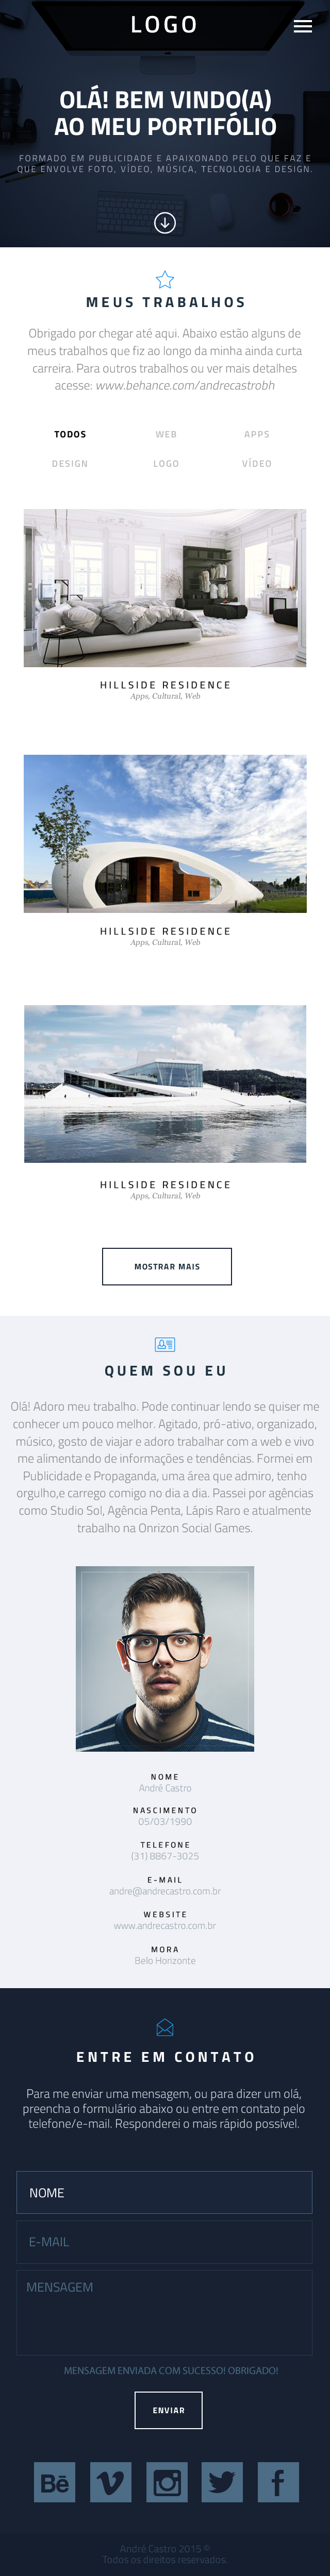 LOGO
OLÁ! BEM VINDO(A)
AO MEU PORTIFÓLIO
FORMADO EM PUBLICIDADE E APAIXONADO PELO QUE FAZ E
QUE ENVOLVE FOTO, VÍDEO, MÚSICA, TECNOLOGIA E DESIGN.
MEUS TRABALHOS
Obrigado por chegar até aqui. Abaixo estão alguns de
meus trabalhos que fiz ao longo da minha ainda curta
carreira. Para outros trabalhos ou ver mais detalhes
acesse: www.behance.com/andrecastrobh
TODOS WEB APPS
DESIGN LOGO VÍDEO
HILLSIDE RESIDENCE
Apps, Cultural, Web
HILLSIDE RESIDENCE
Apps, Cultural, Web
HILLSIDE RESIDENCE
Apps, Cultural, Web
MOSTRAR MAIS
QUEM SOU EU
Olá! Adoro meu trabalho. Pode continuar lendo se quiser me
conhecer um pouco melhor. Agitado, pró-ativo, organizado,
músico, gosto de viajar e adoro trabalhar com a web e vivo
me alimentando de informações e tendências. Formei em
Publicidade e Propaganda, uma área que admiro, tenho
orgulho,e carrego comigo no dia a dia. Passei por agências
como Studio Sol, Agência Penta, Lápis Raro e atualmente
trabalho na Onrizon Social Games.
NOME
André Castro
NASCIMENTO
05/03/1990
TELEFONE
(31) 8867-3025
E-MAIL
andre@andrecastro.com.br
WEBSITE
www.andrecastro.com.br
MORA
Belo Horizonte
ENTRE EM CONTATO
Para me enviar uma mensagem, ou para dizer um olá,
preencha o formulário abaixo ou entre em contato pelo
telefone/e-mail. Responderei o mais rápido possível.
NOME
E-MAIL
MENSAGEM
MENSAGEM ENVIADA COM SUCESSO! OBRIGADO!
ENVIAR
Bē
André Castro 2015 ©
Todos os direitos reservados.